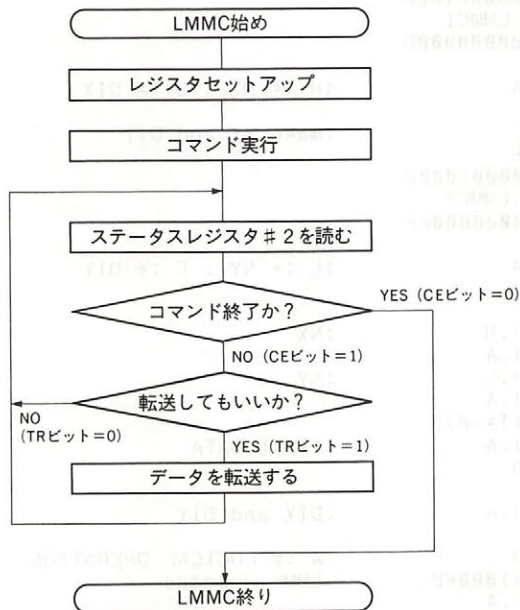 LMMC始め
レジスタセットアップ
コマンド実行
ステータスレジスタ＃2を読む
コマンド終了か？
YES (CEビット=0)
NO (CEビット=1)
転送してもいいか？
NO
(TRビット=0)
YES (TRビット=1)
データを転送する
LMMC終り